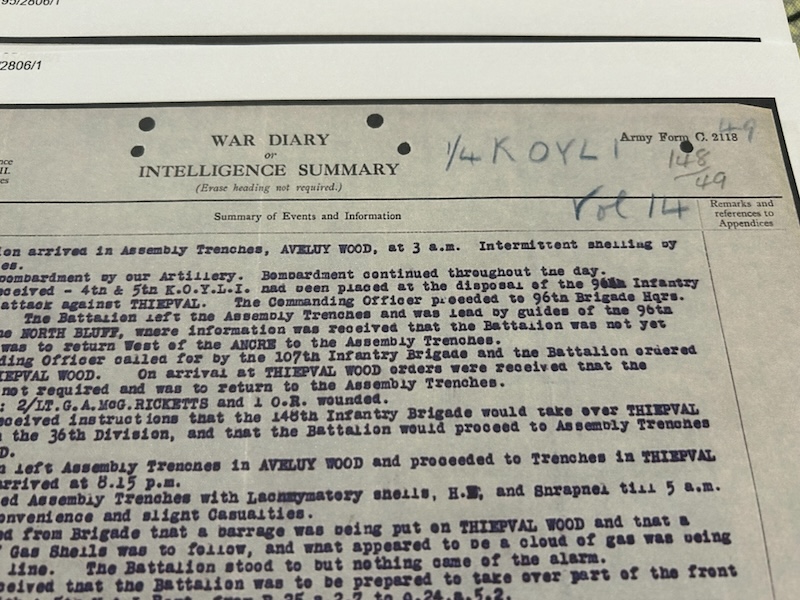 95/2806/1
/2806/1
WAR DIARY
or
INTELLIGENCE SUMMARY
(Erase heading not required.)
1/4 KOYLI
Army Form C. 2118
49
148
49
Vol 14
Summary of Events and Information
Remarks and
references to
Appendices
ion arrived in Assembly Trenches, AVELUY WOOD, at 3 a.m. Intermittent shelling by
es.
bombardment by our Artillery. Bombardment continued throughout the day.
ceived - 4th & 5th K.O.Y.L.I. had been placed at the disposal of the 96th Infantry
attack against THIEPVAL. The Commanding Officer proceeded to 96th Brigade Hqrs.
The Battalion left the Assembly Trenches and was lead by guides of the 96th
he NORTH BLUFF, where information was received that the Battalion was not yet
was to return West of the ANCRE to the Assembly Trenches.
ding Officer called for by the 107th Infantry Brigade and the Battalion ordered
IEPVAL WOOD. On arrival at THIEPVAL WOOD orders were received that the
not required and was to return to the Assembly Trenches.
: 2/LT.G.A.McG.RICKETTS and 1 O.R. wounded.
ceived instructions that the 148th Infantry Brigade would take over THIEPVAL
the 36th Division, and that the Battalion would proceed to Assembly Trenches
D.
n left Assembly Trenches in AVELUY WOOD and proceeded to Trenches in THIEPVAL
arrived at 8.15 p.m.
ed Assembly Trenches with Lachrymatory shells, H.E, and Shrapnel till 5 a.m.
onvenience and slight Casualties.
ed from Brigade that a barrage was being put on THIEPVAL WOOD and that a
Gas Shells was to follow, and what appeared to be a cloud of gas was being
line. The Battalion stood to but nothing came of the alarm.
ceived that the Battalion was to be prepared to take over part of the front